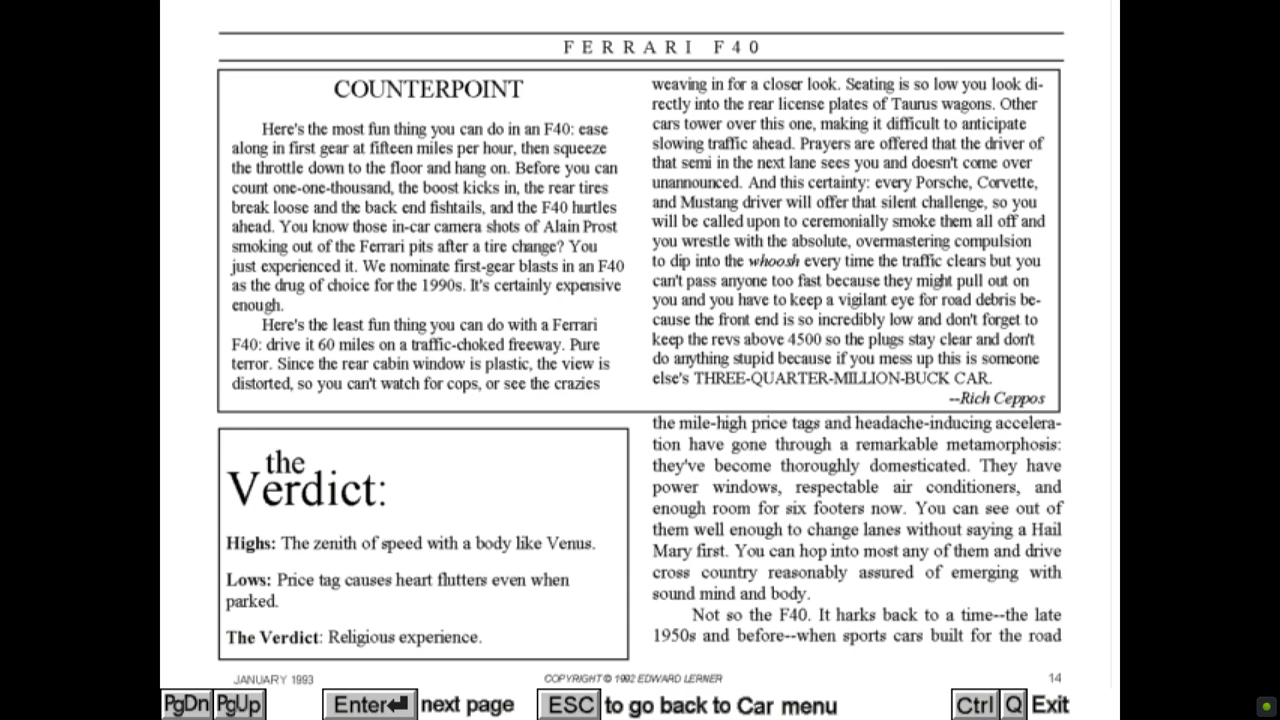 FERRARI F40
COUNTERPOINT
Here's the most fun thing you can do in an F40: ease
along in first gear at fifteen miles per hour, then squeeze
the throttle down to the floor and hang on. Before you can
count one-one-thousand, the boost kicks in, the rear tires
break loose and the back end fishtails, and the F40 hurtles
ahead. You know those in-car camera shots of Alain Prost
smoking out of the Ferrari pits after a tire change? You
just experienced it. We nominate first-gear blasts in an F40
as the drug of choice for the 1990s. It's certainly expensive
enough.
Here's the least fun thing you can do with a Ferrari
F40: drive it 60 miles on a traffic-choked freeway. Pure
terror. Since the rear cabin window is plastic, the view is
distorted, so you can't watch for cops, or see the crazies
weaving in for a closer look. Seating is so low you look di-
rectly into the rear license plates of Taurus wagons. Other
cars tower over this one, making it difficult to anticipate
slowing traffic ahead. Prayers are offered that the driver of
that semi in the next lane sees you and doesn't come over
unannounced. And this certainty: every Porsche, Corvette,
and Mustang driver will offer that silent challenge, so you
will be called upon to ceremonially smoke them all off and
you wrestle with the absolute, overmastering compulsion
to dip into the whoosh every time the traffic clears but you
can't pass anyone too fast because they might pull out on
you and you have to keep a vigilant eye for road debris be-
cause the front end is so incredibly low and don't forget to
keep the revs above 4500 so the plugs stay clear and don't
do anything stupid because if you mess up this is someone
else's THREE-QUARTER-MILLION-BUCK CAR.
--Rich Ceppos
the
Verdict:
Highs: The zenith of speed with a body like Venus.
Lows: Price tag causes heart flutters even when
parked.
The Verdict: Religious experience.
the mile-high price tags and headache-inducing accelera-
tion have gone through a remarkable metamorphosis:
they've become thoroughly domesticated. They have
power windows, respectable air conditioners, and
enough room for six footers now. You can see out of
them well enough to change lanes without saying a Hail
Mary first. You can hop into most any of them and drive
cross country reasonably assured of emerging with
sound mind and body.
Not so the F40. It harks back to a time--the late
1950s and before--when sports cars built for the road
JANUARY 1993
COPYRIGHT © 1992 EDWARD LERNER
14
PgDn PgUp Enter↵ next page ESC to go back to Car menu Ctrl Q Exit